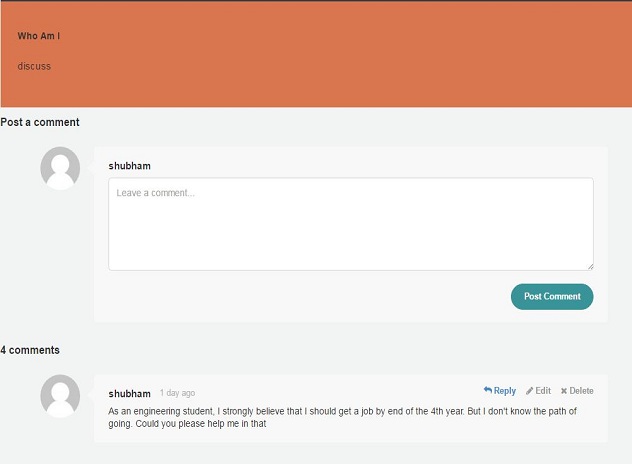 Who Am I
discuss
Post a comment
shubham
Leave a comment...
Post Comment
4 comments
shubham 1 day ago Reply Edit Delete
As an engineering student, I strongly believe that I should get a job by end of the 4th year. But I don't know the path of
going. Could you please help me in that